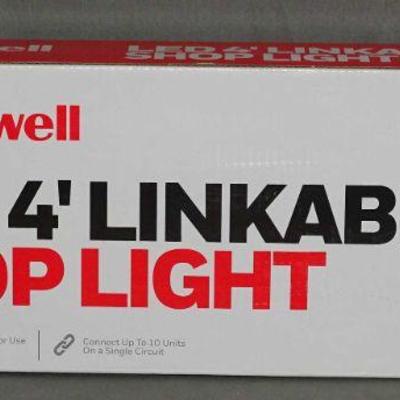 LED 4' LINKAB
SHOP LIGHT
well
4' LINKAB
OP LIGHT
or Use
Connect Up To 10 Units
On a Single Circuit